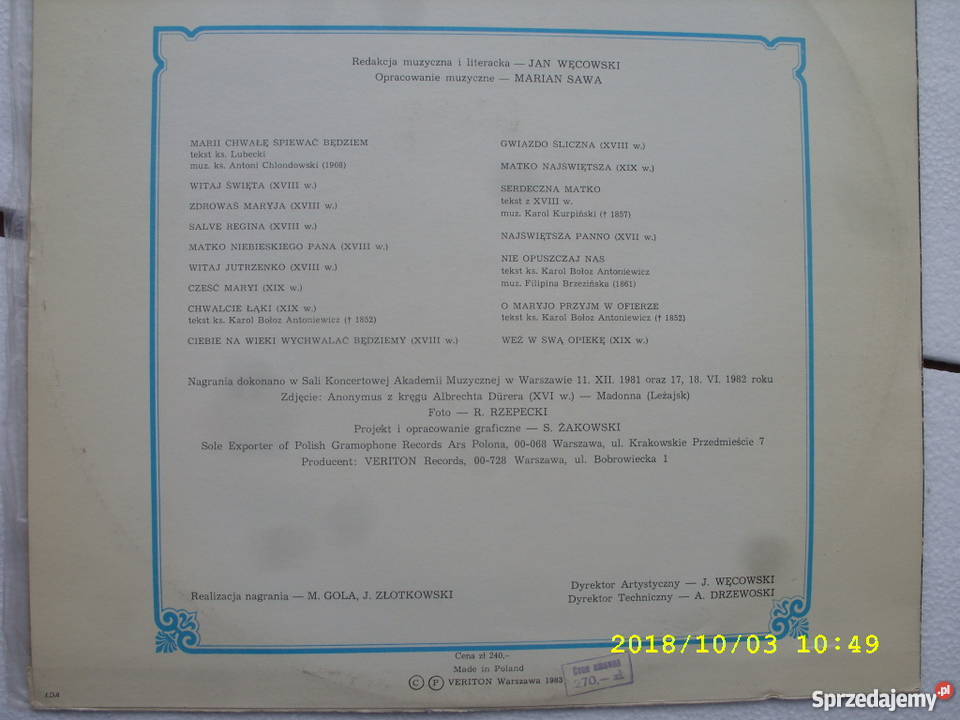 Redakcja muzyczna i literacka — JAN WĘCOWSKI
Opracowanie muzyczne — MARIAN SAWA
MARII CHWAŁĘ ŚPIEWAĆ BĘDZIEM
tekst ks. Lubecki
muz. ks. Antoni Chlondowski (1908)
WITAJ ŚWIĘTA (XVIII w.)
ZDROWAŚ MARYJA (XVIII w.)
SALVE REGINA (XVIII w.)
MATKO NIEBIESKIEGO PANA (XVIII w.)
WITAJ JUTRZENKO (XVIII w.)
CZEŚĆ MARYI (XIX w.)
CHWALCIE ŁĄKI (XIX w.)
tekst ks. Karol Bołoz Antoniewicz († 1852)
CIEBIE NA WIEKI WYCHWALAĆ BĘDZIEMY (XVIII w.)
GWIAZDO ŚLICZNA (XVIII w.)
MATKO NAJŚWIĘTSZA (XIX w.)
SERDECZNA MATKO
tekst z XVIII w.
muz. Karol Kurpiński († 1857)
NAJŚWIĘTSZA PANNO (XVII w.)
NIE OPUSZCZAJ NAS
tekst ks. Karol Bołoz Antoniewicz
muz. Filipina Brzezińska (1861)
O MARYJO PRZYJM W OFIERZE
tekst ks. Karol Bołoz Antoniewicz († 1852)
WEŹ W SWĄ OPIEKĘ (XIX w.)
Nagrania dokonano w Sali Koncertowej Akademii Muzycznej w Warszawie 11. XII. 1981 oraz 17, 18. VI. 1982 roku
Zdjęcie: Anonymus z kręgu Albrechta Dürera (XVI w.) — Madonna (Leżajsk)
Foto — R. RZEPECKI
Projekt i opracowanie graficzne — S. ŻAKOWSKI
Sole Exporter of Polish Gramophone Records Ars Polona, 00-068 Warszawa, ul. Krakowskie Przedmieście 7
Producent: VERITON Records, 00-728 Warszawa, ul. Bobrowiecka 1
Realizacja nagrania — M. GOLA, J. ZŁOTKOWSKI
Dyrektor Artystyczny — J. WĘCOWSKI
Dyrektor Techniczny — A. DRZEWOSKI
2018/10/03 10:49
Cena zł 240,–
Made in Poland
Ⓒ Ⓟ VERITON Warszawa 1983
Cena umowna
270,– zł
ŁDA
Sprzedajemy.pl